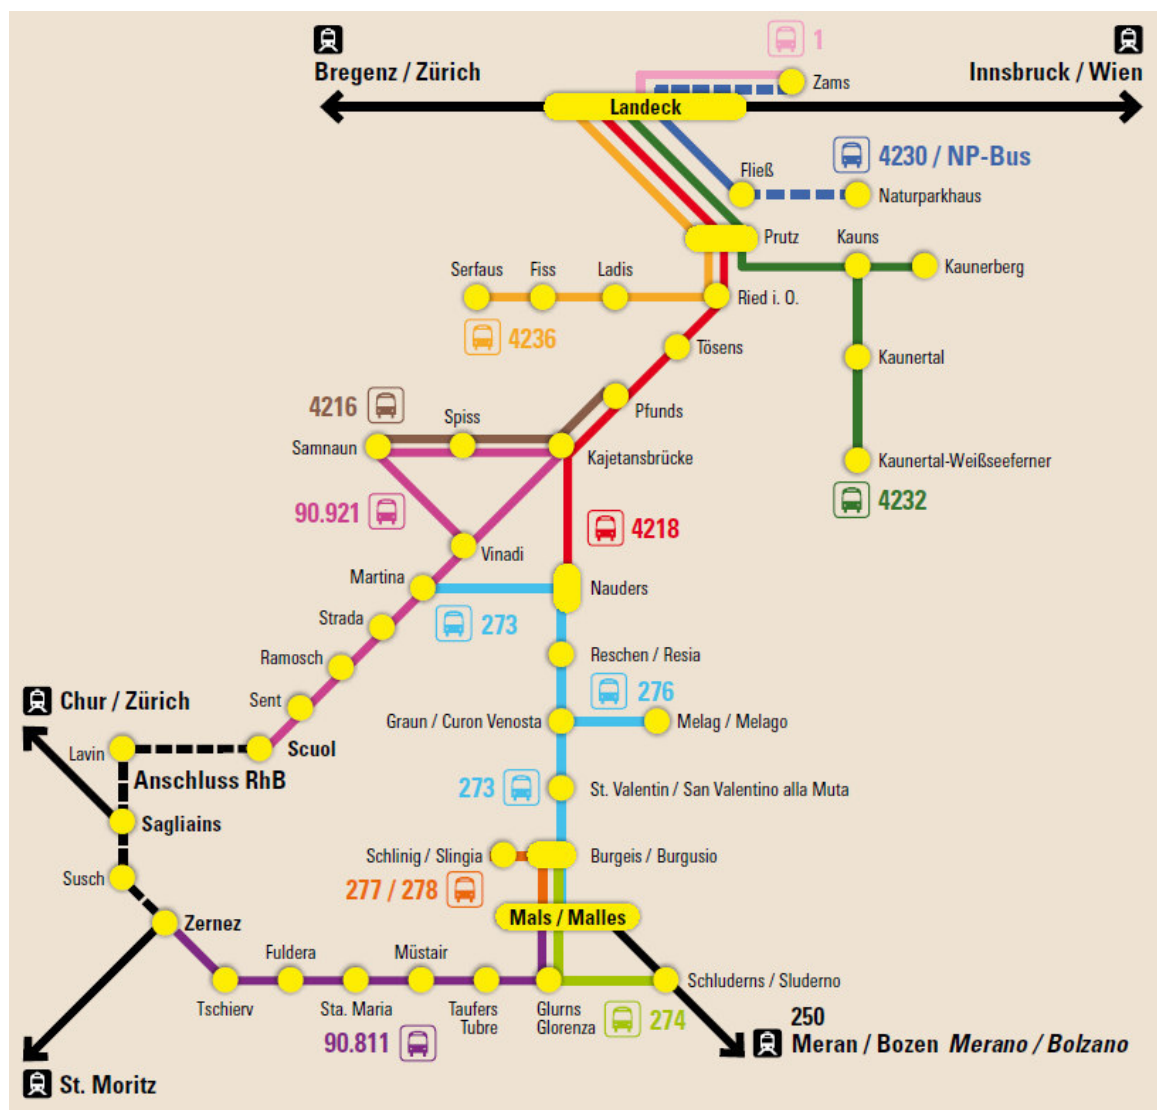 1
Bregenz / Zürich
Innsbruck / Wien
Zams
Landeck
4230 / NP-Bus
Fließ
Naturparkhaus
Prutz
Kauns
Kaunerberg
Serfaus
Fiss
Ladis
Ried i. O.
4236
Tösens
Kaunertal
4216
Spiss
Pfunds
Samnaun
Kajetansbrücke
Kaunertal-Weißseeferner
4232
90.921
4218
Vinadi
Martina
Nauders
Strada
273
Ramosch
Reschen / Resia
276
Sent
Chur / Zürich
Graun / Curon Venosta
Melag / Melago
Lavin
Scuol
Anschluss RhB
273
St. Valentin / San Valentino alla Muta
Sagliains
Schlinig / Slingia
Burgeis / Burgusio
Susch
277 / 278
Mals / Malles
Zernez
Fuldera
Müstair
Schluderns / Sluderno
Tschierv
Sta. Maria
Taufers
Tubre
Glurns
Glorenza
274
250
90.811
Meran / Bozen Merano / Bolzano
St. Moritz